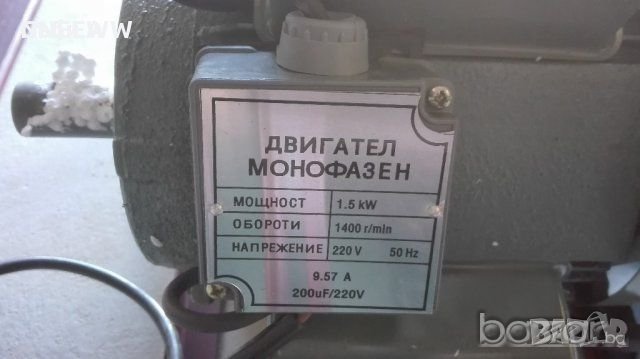 ДВИГАТЕЛ
МОНОФАЗЕН
МОЩНОСТ 1.5 kW
ОБОРОТИ 1400 r/min
НАПРЕЖЕНИЕ 220 V 50 Hz
9.57 A
200uF/220V